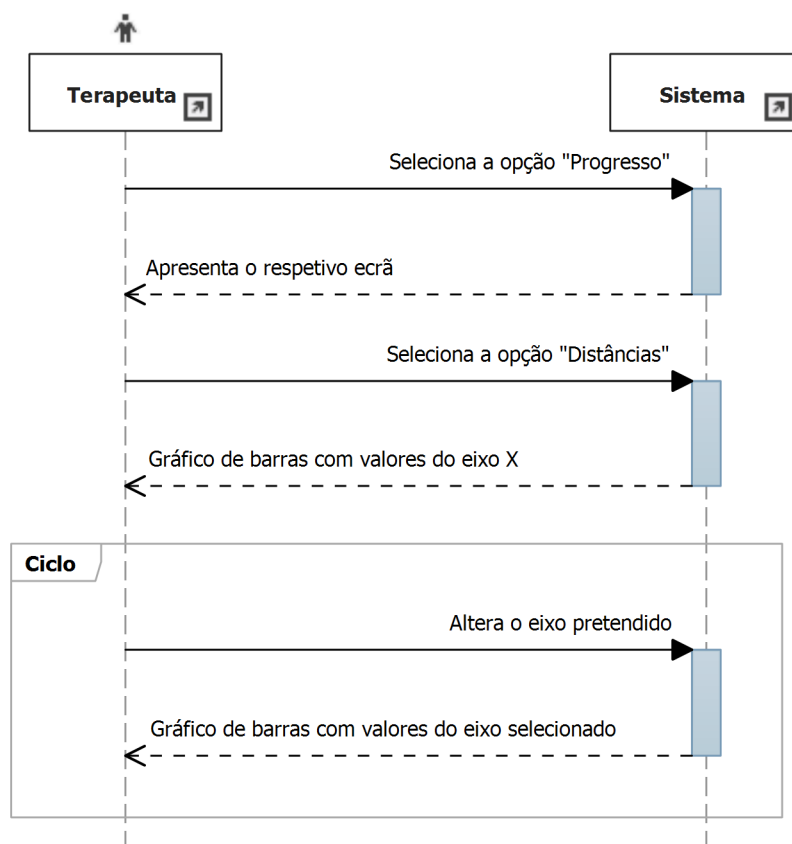 Terapeuta
Sistema
Seleciona a opção "Progresso"
Apresenta o respetivo ecrã
Seleciona a opção "Distâncias"
Gráfico de barras com valores do eixo X
Ciclo
Altera o eixo pretendido
Gráfico de barras com valores do eixo selecionado